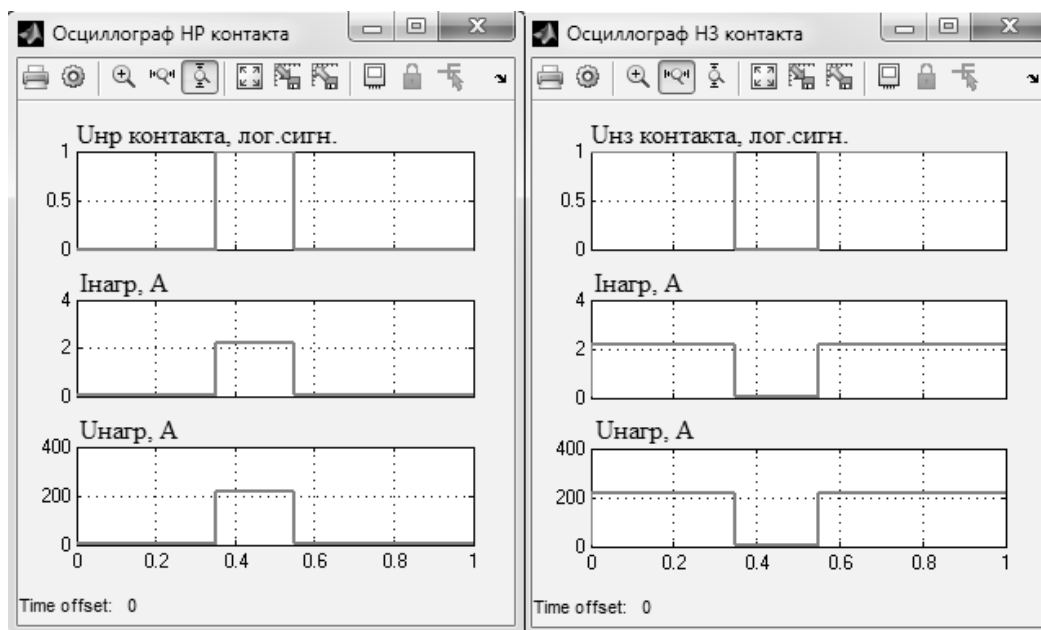 Осциллограф НР контакта
Uнр контакта, лог.сигн.
1
0.5
0
Iнагр, А
4
2
0
Uнагр, А
400
200
0
0 0.2 0.4 0.6 0.8 1
Time offset: 0
Осциллограф НЗ контакта
Uнз контакта, лог.сигн.
1
0.5
0
Iнагр, А
4
2
0
Uнагр, А
400
200
0
0 0.2 0.4 0.6 0.8 1
Time offset: 0